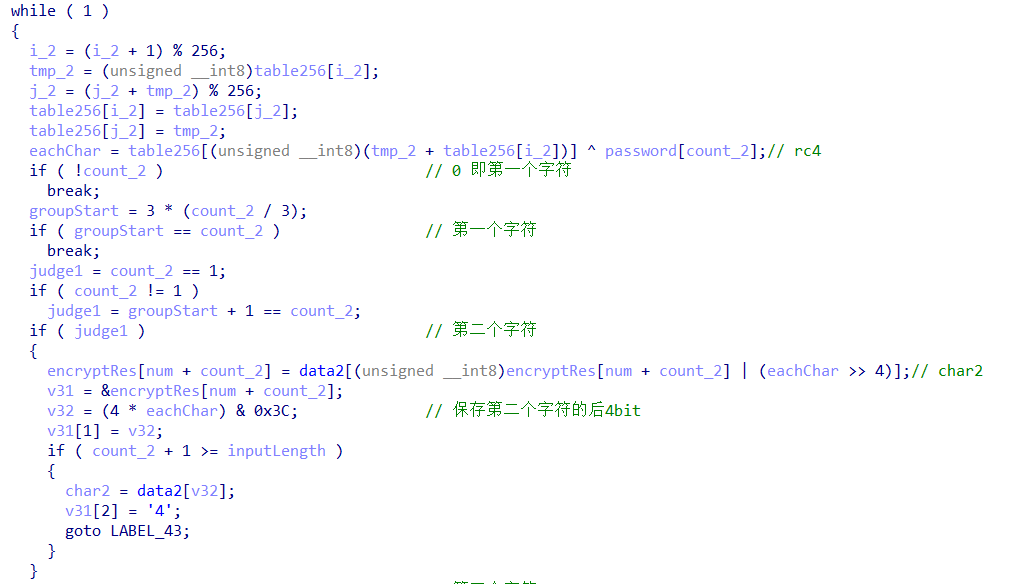 while ( 1 )
{
  i_2 = (i_2 + 1) % 256;
  tmp_2 = (unsigned __int8)table256[i_2];
  j_2 = (j_2 + tmp_2) % 256;
  table256[i_2] = table256[j_2];
  table256[j_2] = tmp_2;
  eachChar = table256[(unsigned __int8)(tmp_2 + table256[i_2])] ^ password[count_2];// rc4
  if ( !count_2 )                               // 0 即第一个字符
    break;
  groupStart = 3 * (count_2 / 3);
  if ( groupStart == count_2 )                  // 第一个字符
    break;
  judge1 = count_2 == 1;
  if ( count_2 != 1 )
    judge1 = groupStart + 1 == count_2;
  if ( judge1 )                                 // 第二个字符
  {
    encryptRes[num + count_2] = data2[(unsigned __int8)encryptRes[num + count_2] | (eachChar >> 4)];// char2
    v31 = &encryptRes[num + count_2];
    v32 = (4 * eachChar) & 0x3C;                // 保存第二个字符的后4bit
    v31[1] = v32;
    if ( count_2 + 1 >= inputLength )
    {
      char2 = data2[v32];
      v31[2] = '4';
      goto LABEL_43;
    }
  }